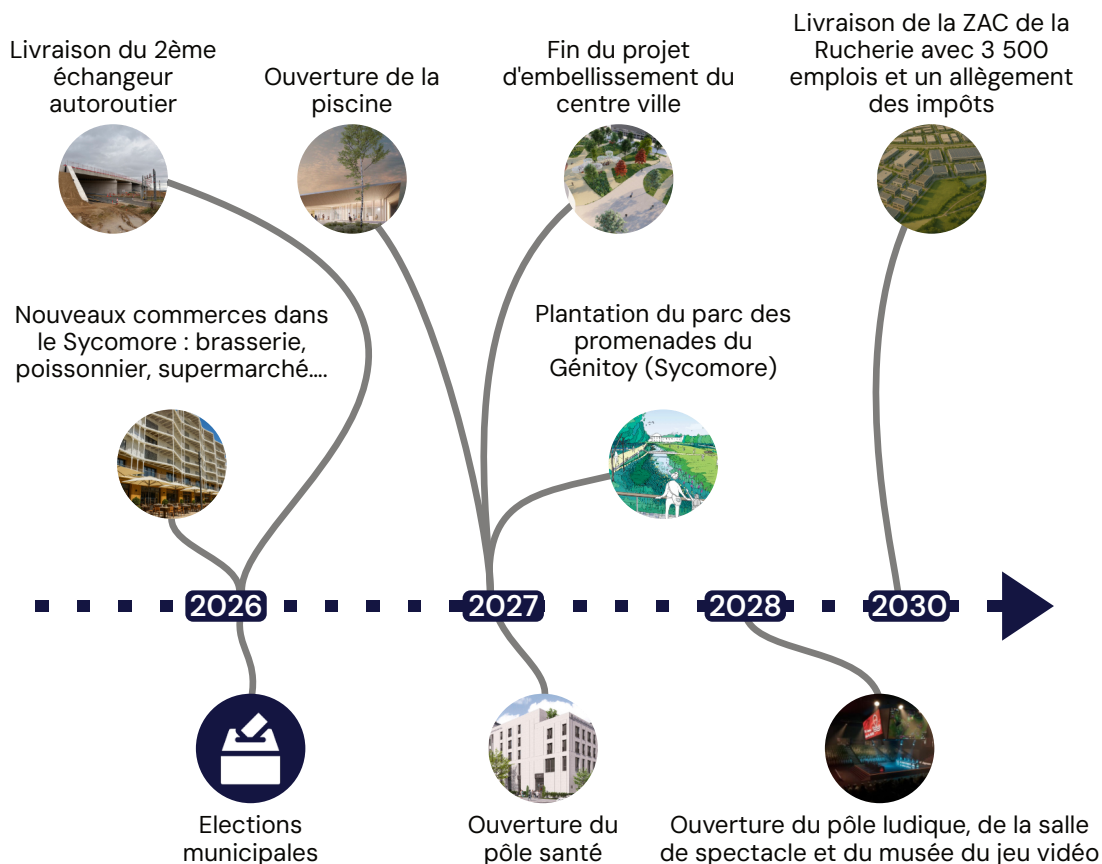 Livraison du 2ème
échangeur
autoroutier
Ouverture de la
piscine
Fin du projet
d'embellissement du
centre ville
Livraison de la ZAC de la
Rucherie avec 3 500
emplois et un allègement
des impôts
Nouveaux commerces dans
le Sycomore : brasserie,
poissonnier, supermarché....
Plantation du parc des
promenades du
Génitoy (Sycomore)
2026
2027
2028
2030
Elections
municipales
Ouverture du
pôle santé
Ouverture du pôle ludique, de la salle
de spectacle et du musée du jeu vidéo